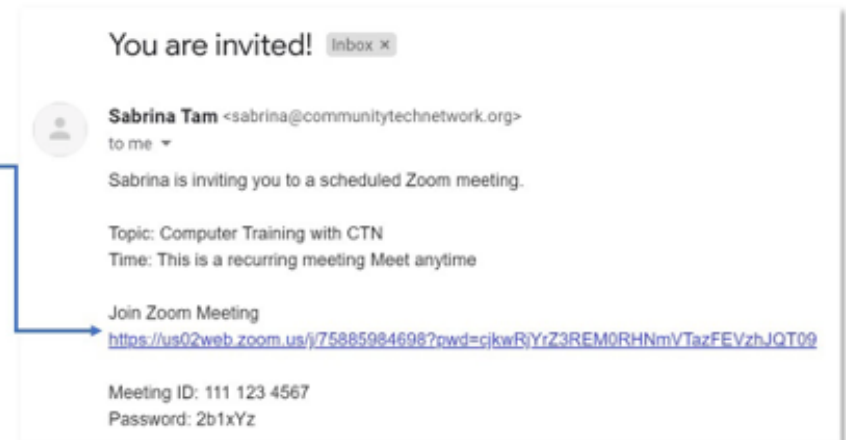 You are invited! Inbox ×
Sabrina Tam <sabrina@communitytechnetwork.org>
to me
Sabrina is inviting you to a scheduled Zoom meeting.
Topic: Computer Training with CTN
Time: This is a recurring meeting Meet anytime
Join Zoom Meeting
https://us02web.zoom.us/j/75885984698?pwd=cjkwRjYrZ3REM0RHNmVTazFEVzhJQT09
Meeting ID: 111 123 4567
Password: 2b1xYz